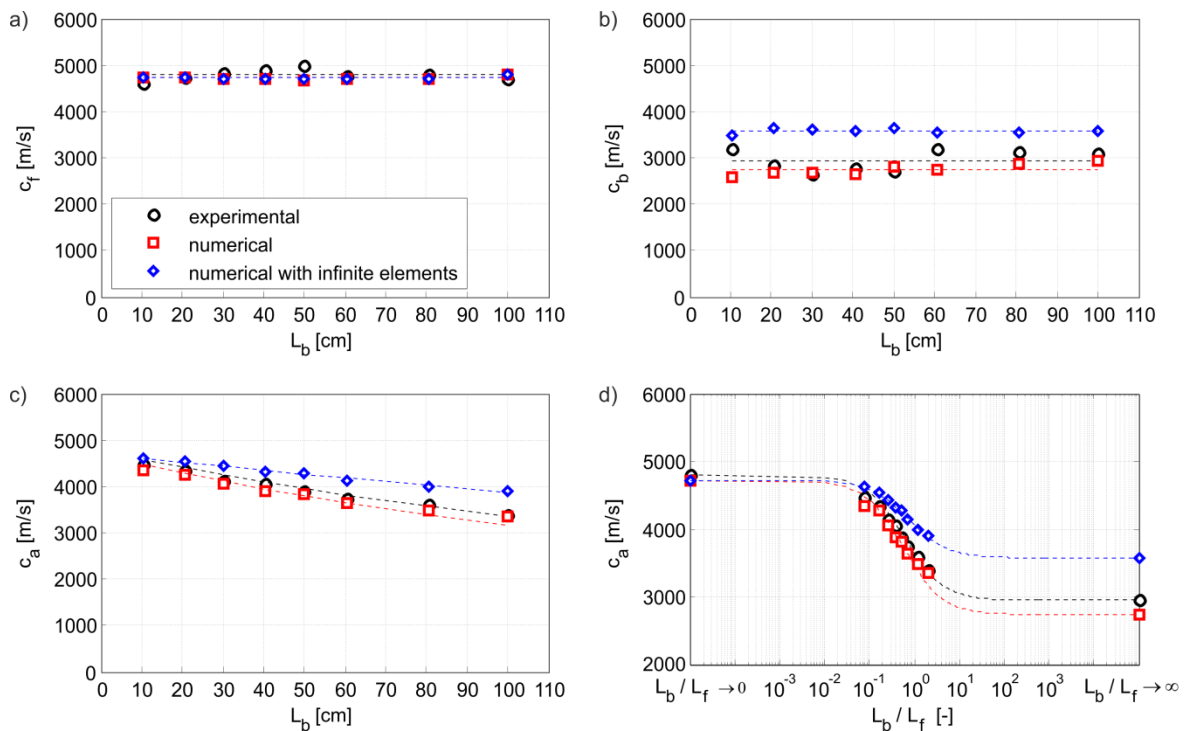 a)
6000
5000
4000
3000
2000
1000
0
c_f [m/s]
experimental
numerical
numerical with infinite elements
0 10 20 30 40 50 60 70 80 90 100 110
L_b [cm]
b)
6000
5000
4000
3000
2000
1000
0
c_b [m/s]
0 10 20 30 40 50 60 70 80 90 100 110
L_b [cm]
c)
6000
5000
4000
3000
2000
1000
0
c_a [m/s]
0 10 20 30 40 50 60 70 80 90 100 110
L_b [cm]
d)
6000
5000
4000
3000
2000
c_a [m/s]
L_b / L_f → 0 10^-3 10^-2 10^-1 10^0 10^1 10^2 10^3 L_b / L_f → ∞
L_b / L_f [-]